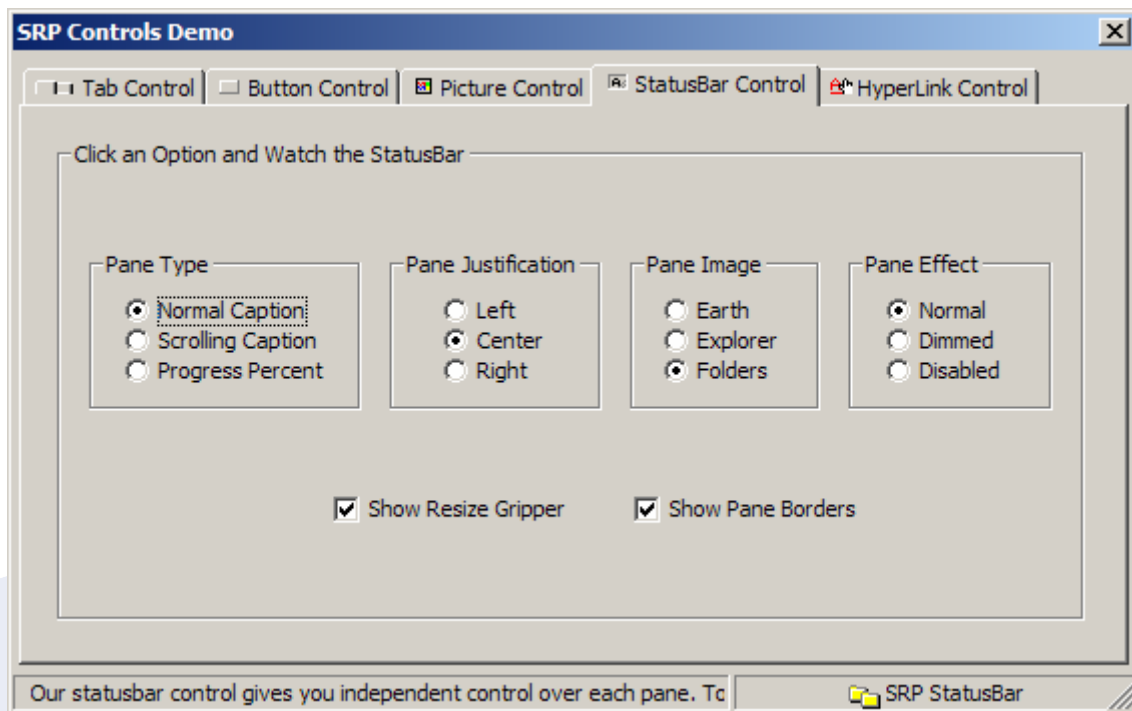 SRP Controls Demo
Tab Control Button Control Picture Control StatusBar Control HyperLink Control
Click an Option and Watch the StatusBar
Pane Type Pane Justification Pane Image Pane Effect
Normal Caption Left Earth Normal
Scrolling Caption Center Explorer Dimmed
Progress Percent Right Folders Disabled
Show Resize Gripper Show Pane Borders
Our statusbar control gives you independent control over each pane. To SRP StatusBar